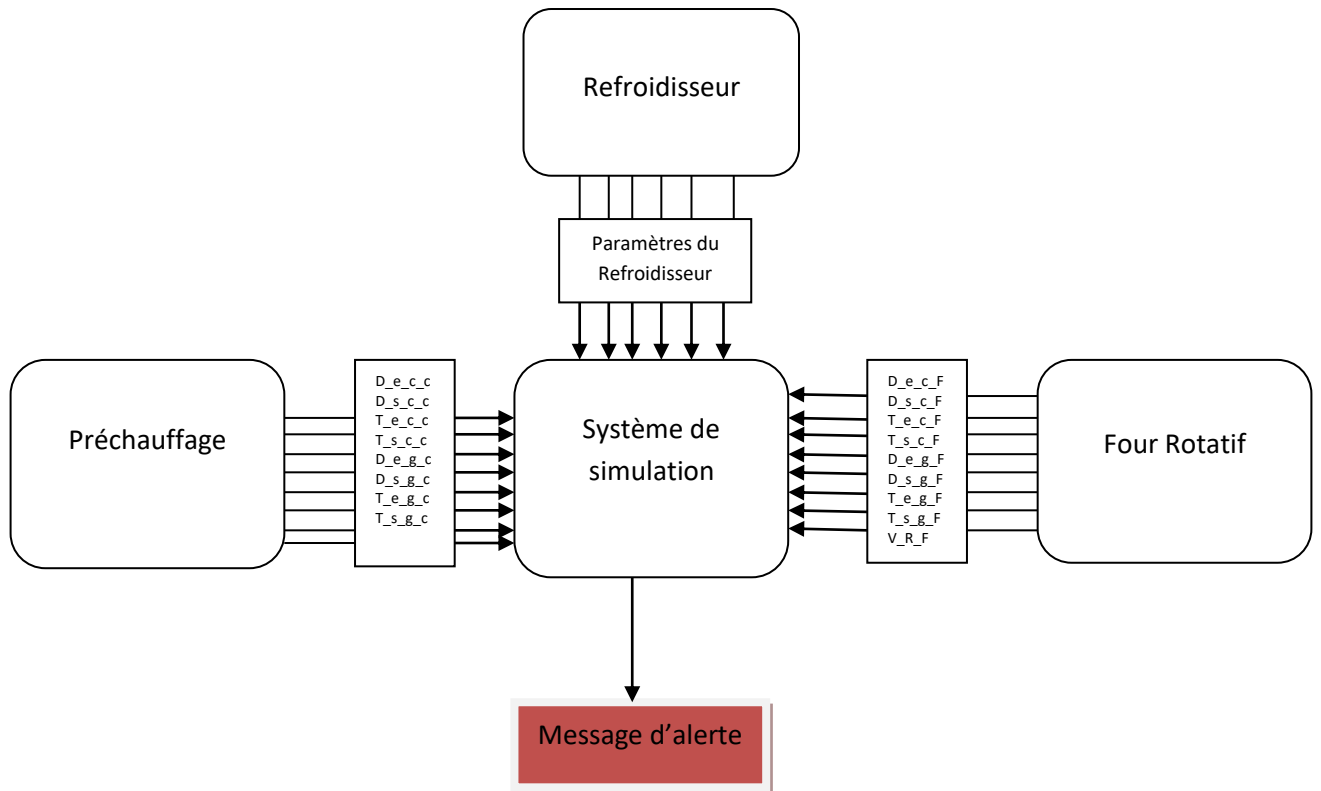 Refroidisseur
Paramètres du
Refroidisseur
Préchauffage
D_e_c_c
D_s_c_c
T_e_c_c
T_s_c_c
D_e_g_c
D_s_g_c
T_e_g_c
T_s_g_c
Système de
simulation
D_e_c_F
D_s_c_F
T_e_c_F
T_s_c_F
D_e_g_F
D_s_g_F
T_e_g_F
T_s_g_F
V_R_F
Four Rotatif
Message d’alerte